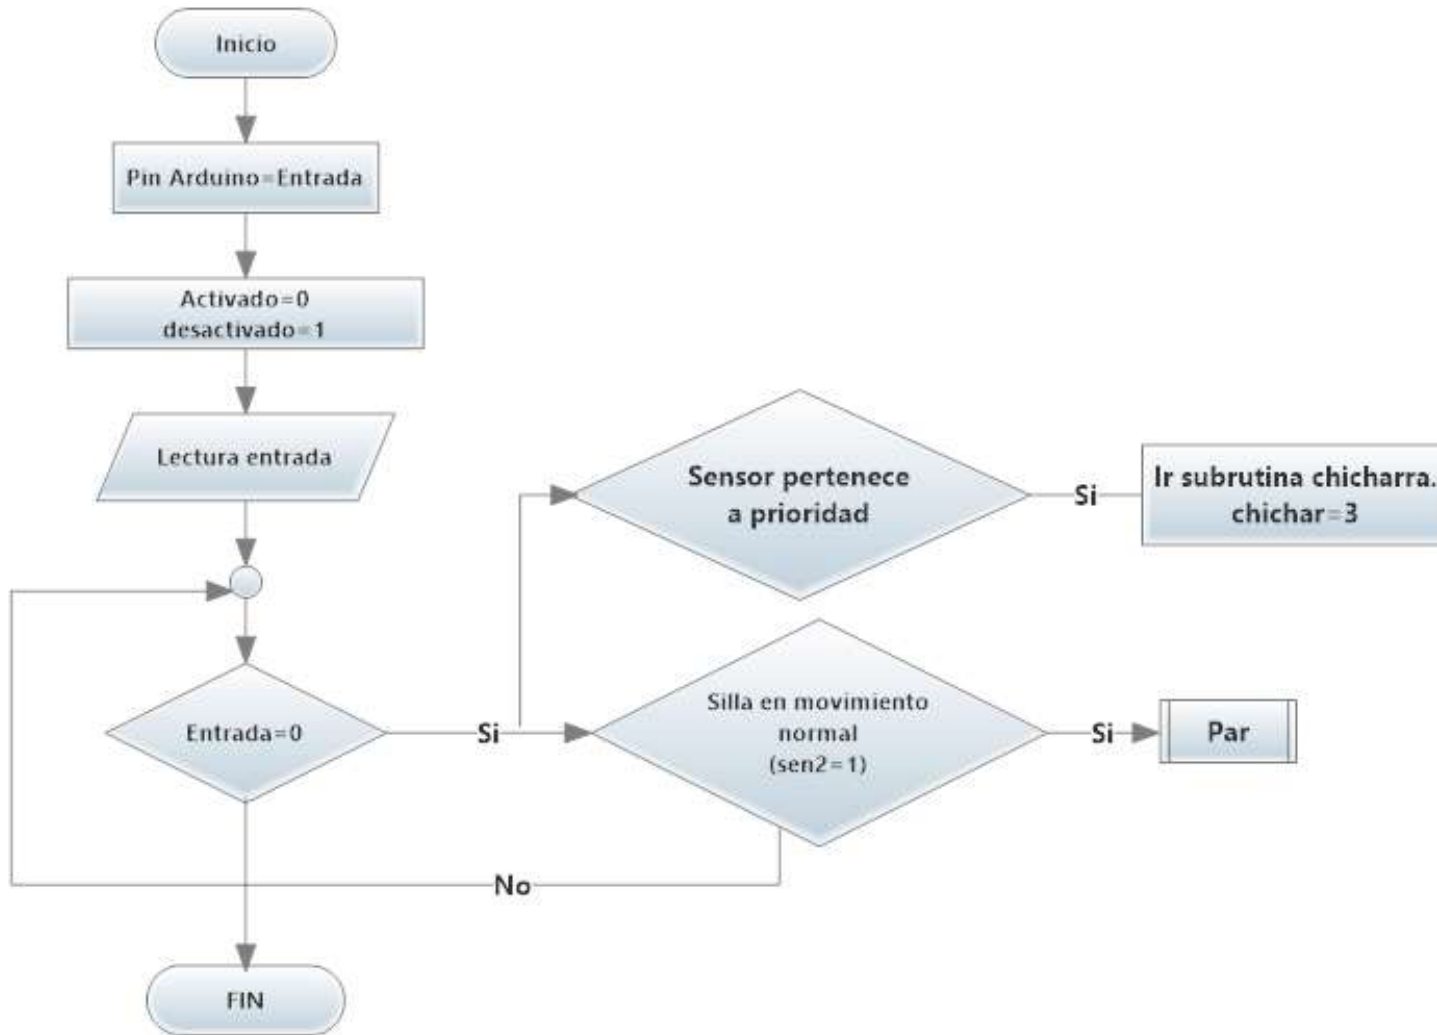 Inicio
Pin Arduino=Entrada
Activado=0
desactivado=1
Lectura entrada
Sensor pertenece
a prioridad
Si
Ir subrutina chicharra.
chichar=3
Entrada=0
Si
Silla en movimiento
normal
(sen2=1)
Si
Par
No
FIN